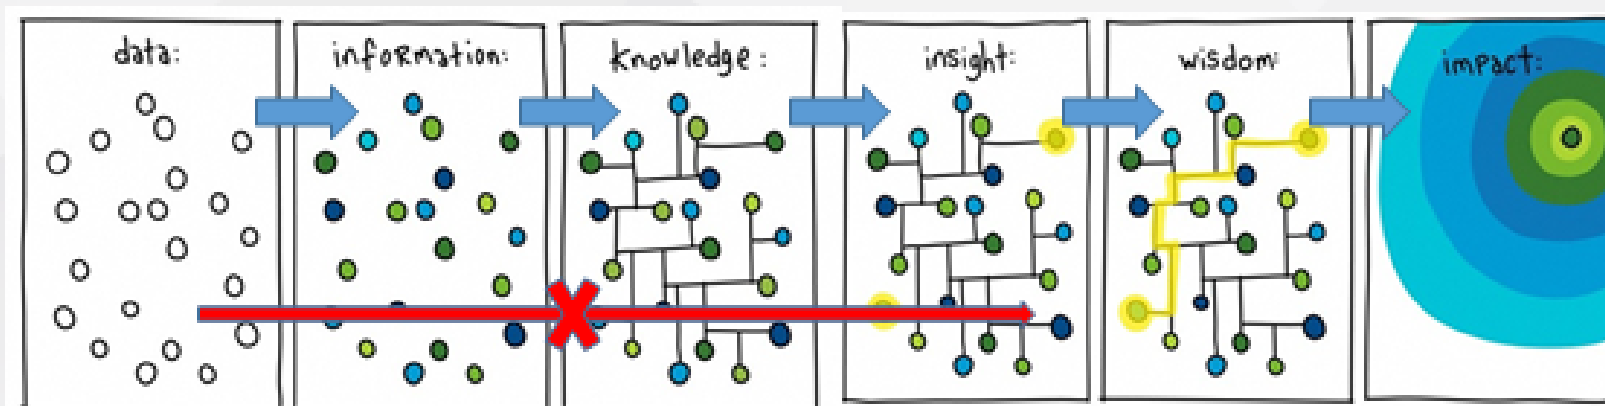 data:
information:
knowledge:
insight:
wisdom:
impact: